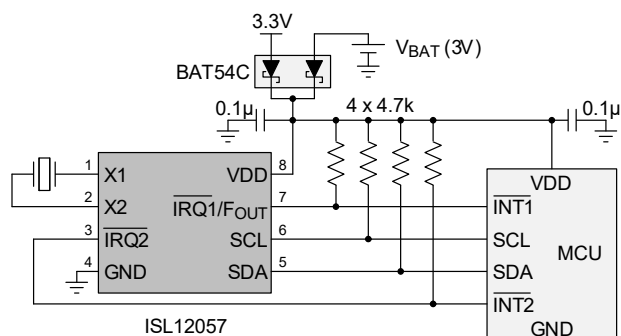 3.3V
VBAT (3V)
BAT54C
0.1µ
4 x 4.7k
0.1µ
1 X1
VDD 8
VDD
2 X2
IRQ1/FOUT 7
INT1
3 IRQ2
SCL 6
SCL
MCU
4 GND
SDA 5
SDA
INT2
ISL12057
GND